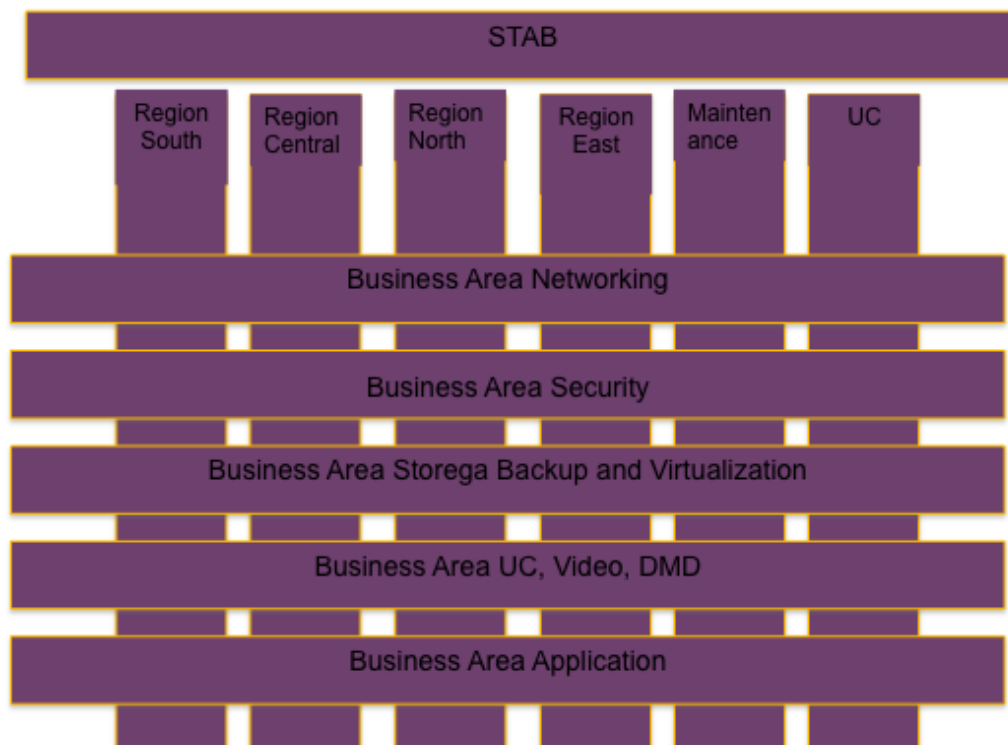 STAB
Region
South
Region
Central
Region
North
Region
East
Mainten
ance
UC
Business Area Networking
Business Area Security
Business Area Storega Backup and Virtualization
Business Area UC, Video, DMD
Business Area Application